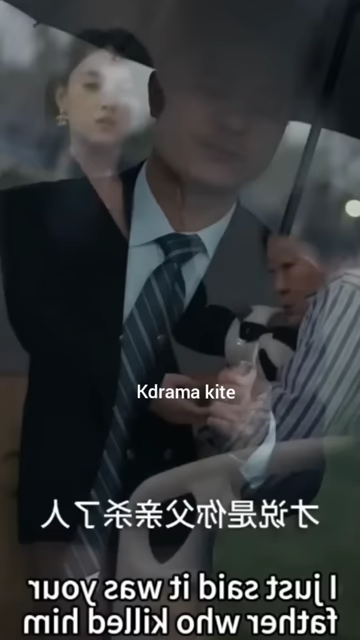 Kdrama kite
才说是你父亲杀了人
I just said it was your
father who killed him